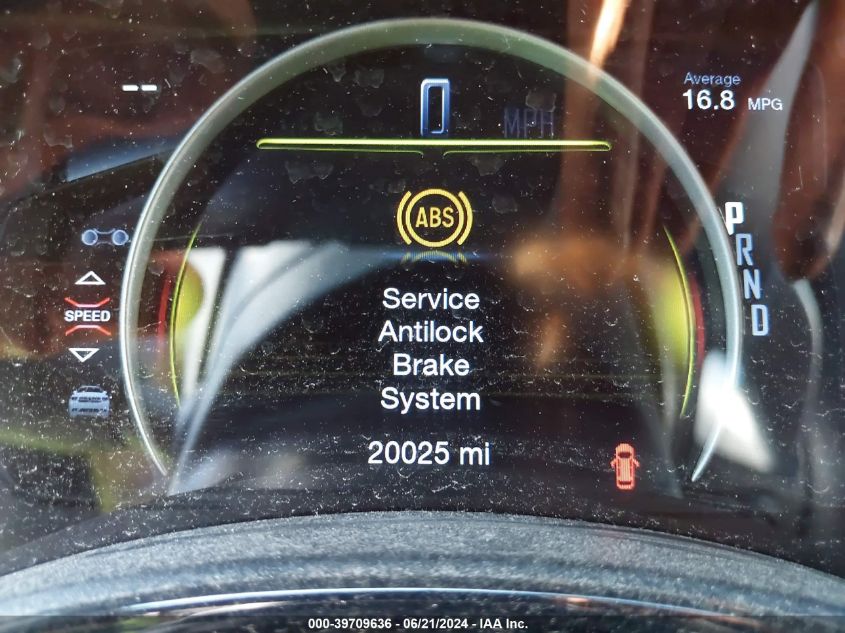 --
Average
16.8 MPG
0 MPH
ABS
P
R
N
D
SPEED
Service
Antilock
Brake
System
20025 mi
000-39709636 - 06/21/2024 - IAA Inc.